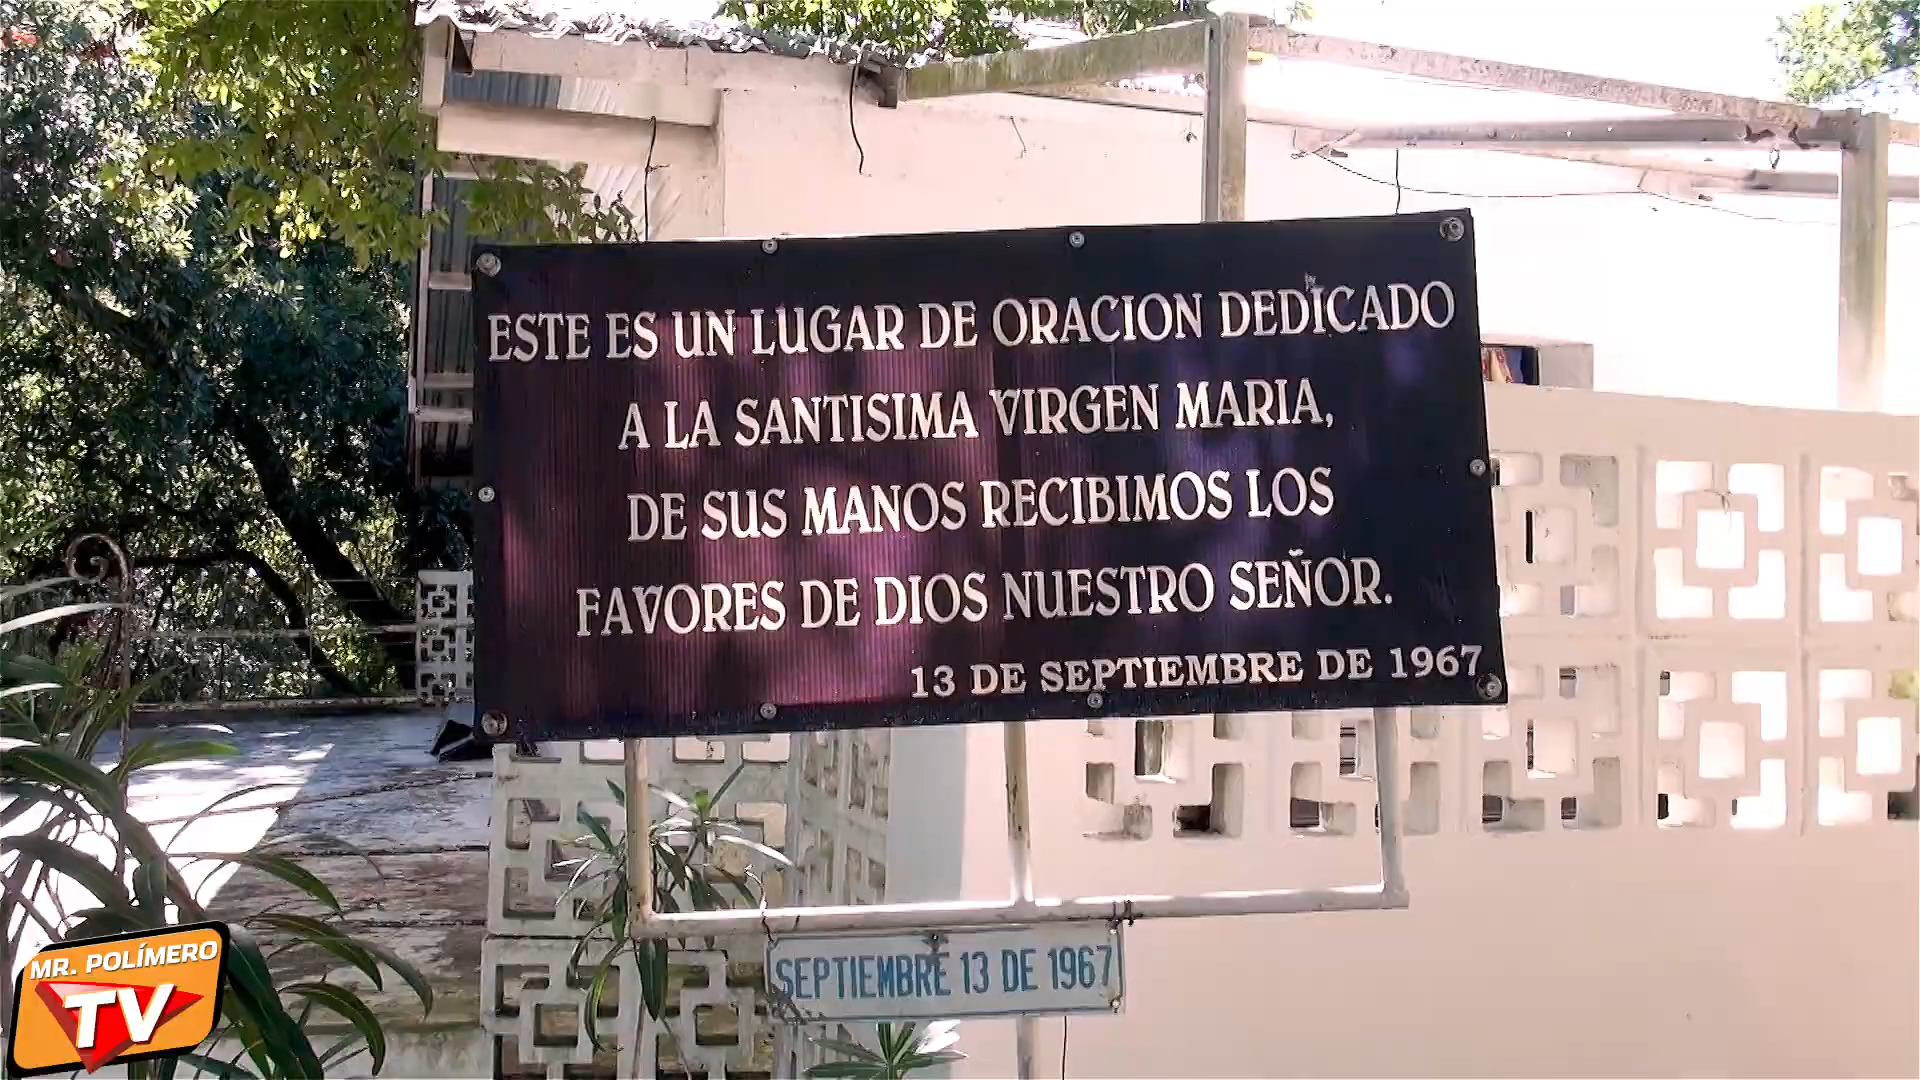 ESTE ES UN LUGAR DE ORACION DEDICADO
A LA SANTISIMA VIRGEN MARIA,
DE SUS MANOS RECIBIMOS LOS
FAVORES DE DIOS NUESTRO SEÑOR.
13 DE SEPTIEMBRE DE 1967
SEPTIEMBRE 13 DE 1967
MR. POLÍMERO
TV